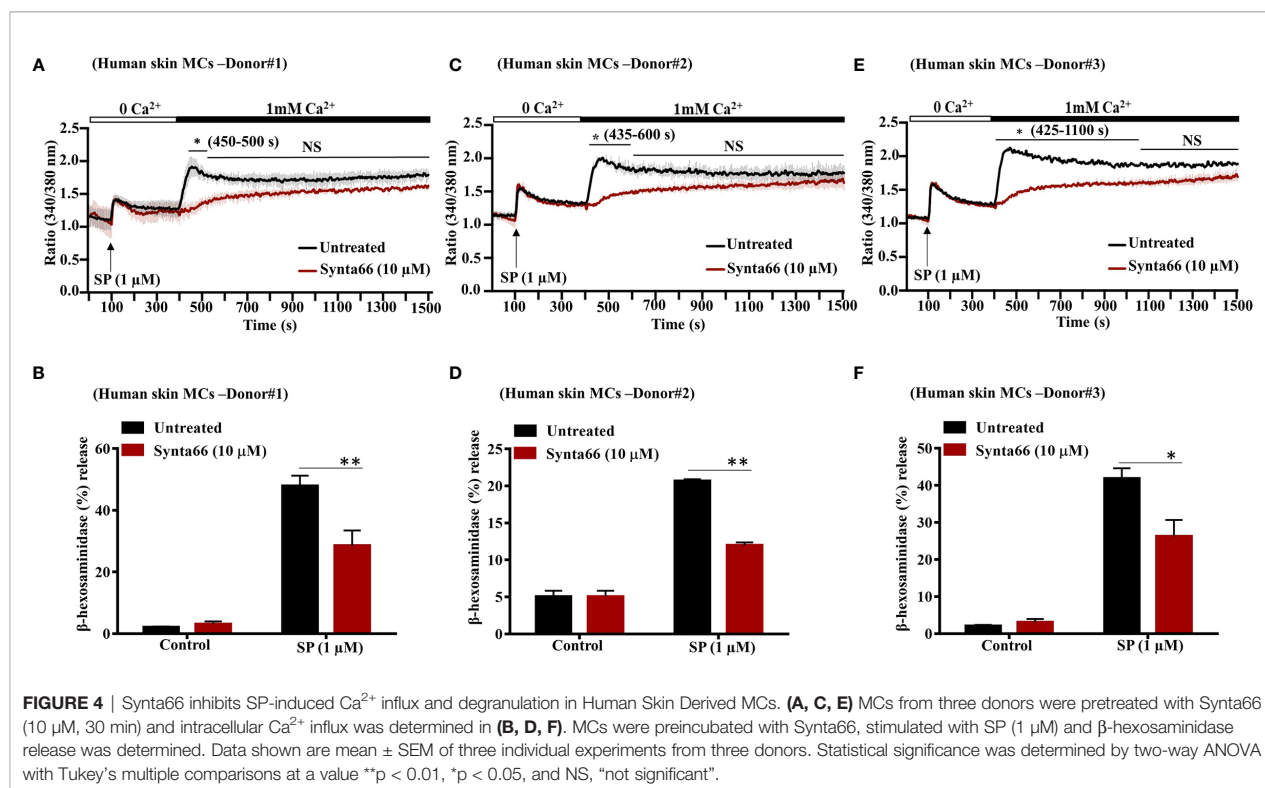 A (Human skin MCs –Donor#1)
0 Ca²⁺ 1mM Ca²⁺
* (450-500 s) NS
Ratio (340/380 nm)
2.5
2.0
1.5
1.0
0.5
0.0
SP (1 µM)
Untreated
Synta66 (10 µM)
100 300 500 700 900 1100 1300 1500
Time (s)
C (Human skin MCs –Donor#2)
0 Ca²⁺ 1mM Ca²⁺
* (435-600 s) NS
Ratio (340/380 nm)
2.5
2.0
1.5
1.0
0.5
0.0
SP (1 µM)
Untreated
Synta66 (10 µM)
100 300 500 700 900 1100 1300 1500
Time (s)
E (Human skin MCs –Donor#3)
0 Ca²⁺ 1mM Ca²⁺
* (425-1100 s) NS
Ratio (340/380 nm)
2.5
2.0
1.5
1.0
0.5
0.0
SP (1 µM)
Untreated
Synta66 (10 µM)
100 300 500 700 900 1100 1300 1500
Time (s)
B
(Human skin MCs –Donor#1)
Untreated
Synta66 (10 µM)
β-hexosaminidase (%) release
60
40
20
0
**
Control SP (1 µM)
D
(Human skin MCs –Donor#2)
Untreated
Synta66 (10 µM)
β-hexosaminidase (%) release
25
20
15
10
5
0
**
Control SP (1 µM)
F
(Human skin MCs –Donor#3)
Untreated
Synta66 (10 µM)
β-hexosaminidase (%) release
50
40
30
20
10
0
*
Control SP (1 µM)
FIGURE 4 | Synta66 inhibits SP-induced Ca²⁺ influx and degranulation in Human Skin Derived MCs. (A, C, E) MCs from three donors were pretreated with Synta66
(10 µM, 30 min) and intracellular Ca²⁺ influx was determined in (B, D, F). MCs were preincubated with Synta66, stimulated with SP (1 µM) and β-hexosaminidase
release was determined. Data shown are mean ± SEM of three individual experiments from three donors. Statistical significance was determined by two-way ANOVA
with Tukey's multiple comparisons at a value **p < 0.01, *p < 0.05, and NS, "not significant".